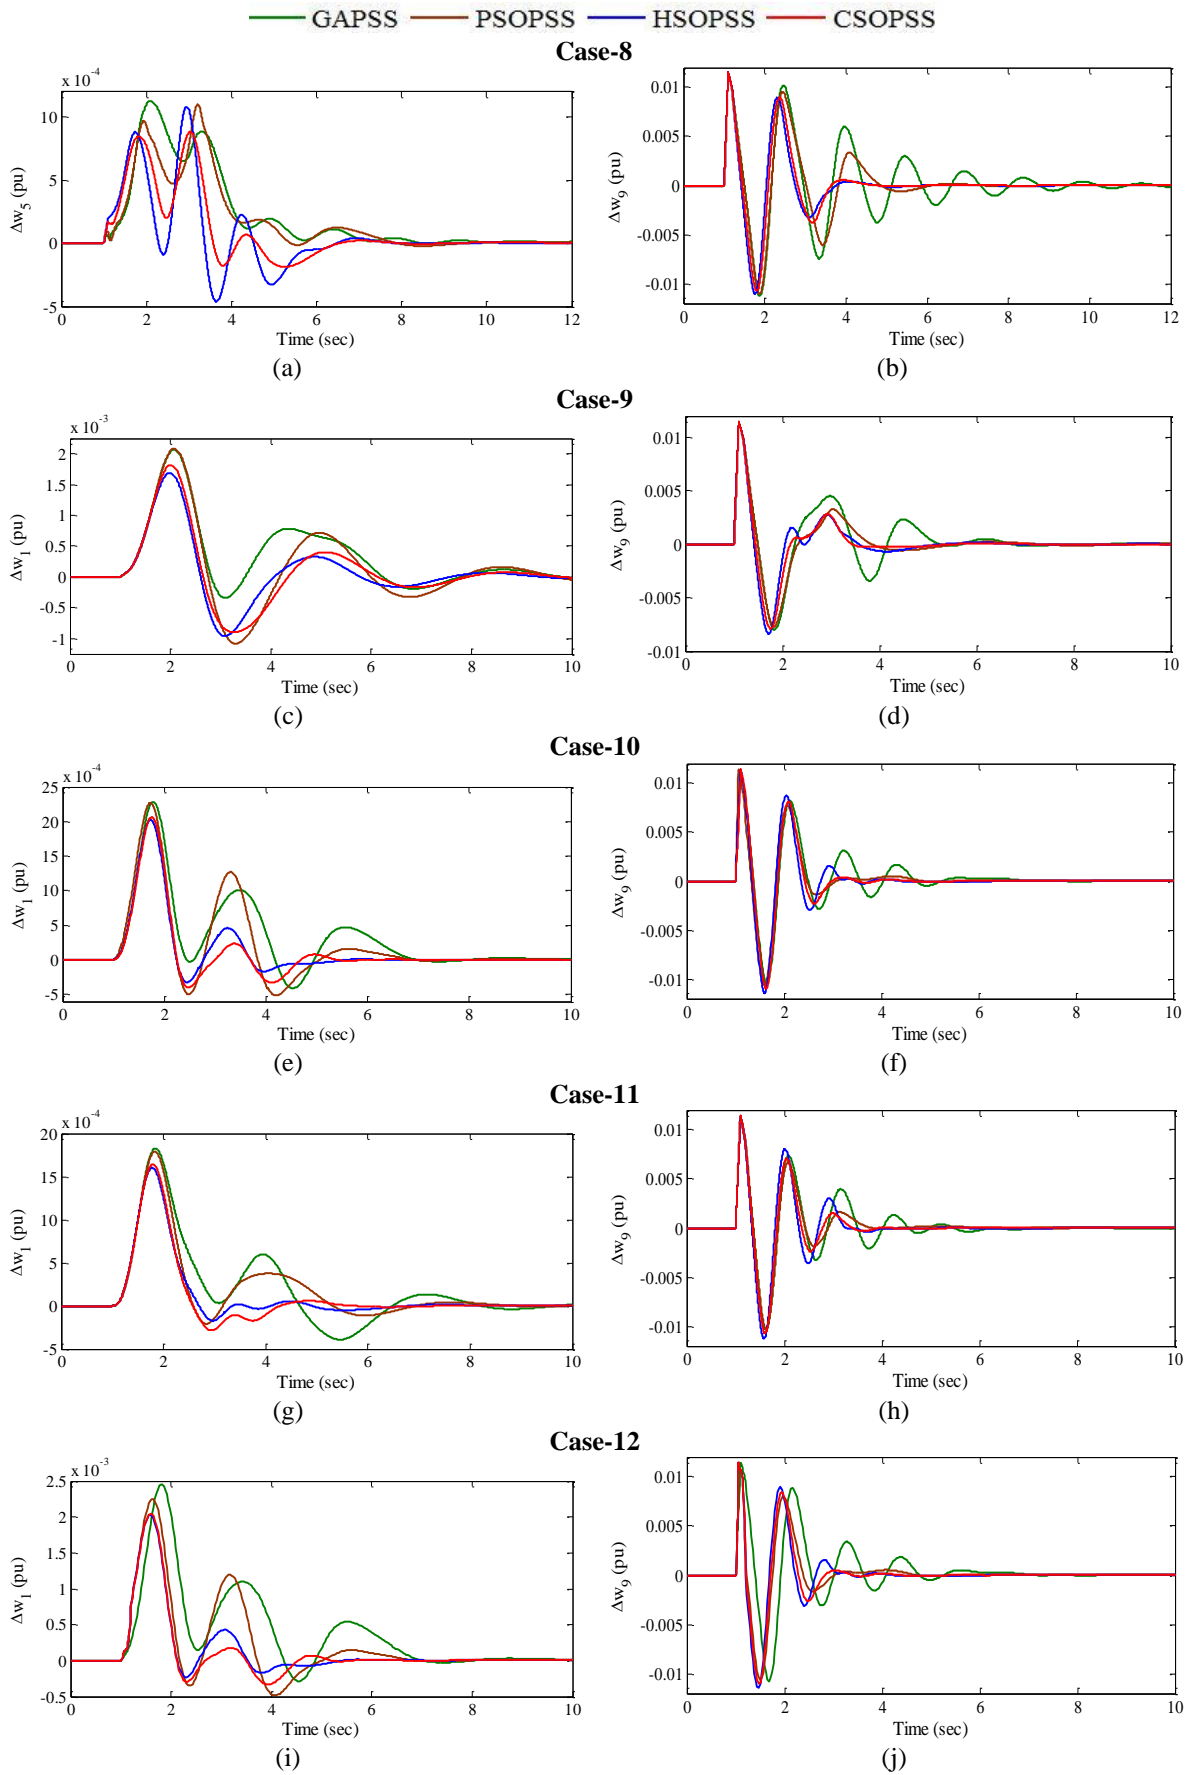 GAPSS PSOPSS HSOPSS CSOPSS
Case-8
x 10-4
10
5
0
-5
Δw5 (pu)
0 2 4 6 8 10 12
Time (sec)
(a)
0.01
0.005
0
-0.005
-0.01
Δw9 (pu)
0 2 4 6 8 10 12
Time (sec)
(b)
Case-9
x 10-3
2
1.5
1
0.5
0
-0.5
-1
Δw1 (pu)
0 2 4 6 8 10
Time (sec)
(c)
0.01
0.005
0
-0.005
-0.01
Δw9 (pu)
0 2 4 6 8 10
Time (sec)
(d)
Case-10
x 10-4
25
20
15
10
5
0
-5
Δw1 (pu)
0 2 4 6 8 10
Time (sec)
(e)
0.01
0.005
0
-0.005
-0.01
Δw9 (pu)
0 2 4 6 8 10
Time (sec)
(f)
Case-11
x 10-4
20
15
10
5
0
-5
Δw1 (pu)
0 2 4 6 8 10
Time (sec)
(g)
0.01
0.005
0
-0.005
-0.01
Δw9 (pu)
0 2 4 6 8 10
Time (sec)
(h)
Case-12
x 10-3
2.5
2
1.5
1
0.5
0
-0.5
Δw1 (pu)
0 2 4 6 8 10
Time (sec)
(i)
0.01
0.005
0
-0.005
-0.01
Δw9 (pu)
0 2 4 6 8 10
Time (sec)
(j)